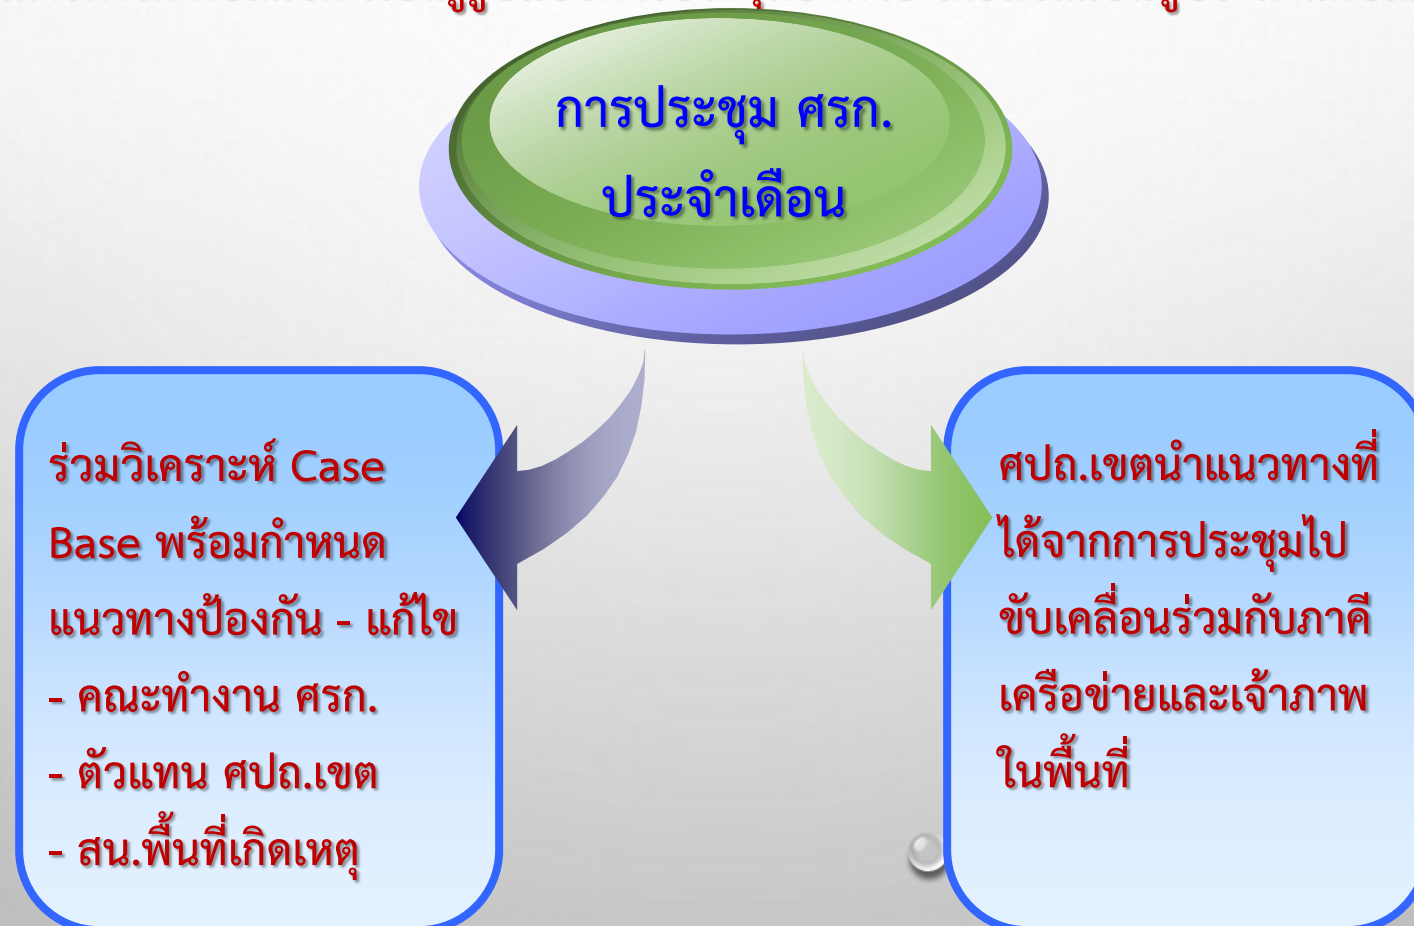 การประชุม ศรก.
ประจำเดือน
ร่วมวิเคราะห์ Case
Base พร้อมกำหนด
แนวทางป้องกัน - แก้ไข
- คณะทำงาน ศรก.
- ตัวแทน ศปถ.เขต
- สน.พื้นที่เกิดเหตุ
ศปถ.เขตนำแนวทางที่
ได้จากการประชุมไป
ขับเคลื่อนร่วมกับภาคี
เครือข่ายและเจ้าภาพ
ในพื้นที่